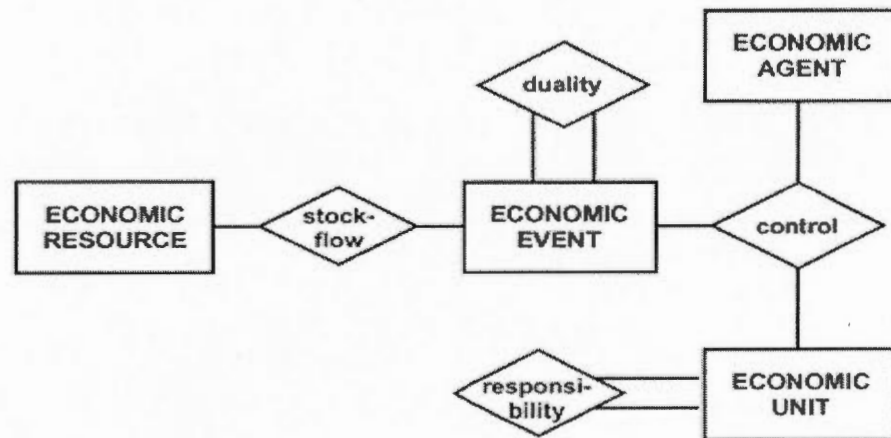 ECONOMIC
AGENT
duality
ECONOMIC
RESOURCE
stock-
flow
ECONOMIC
EVENT
control
responsi-
bility
ECONOMIC
UNIT